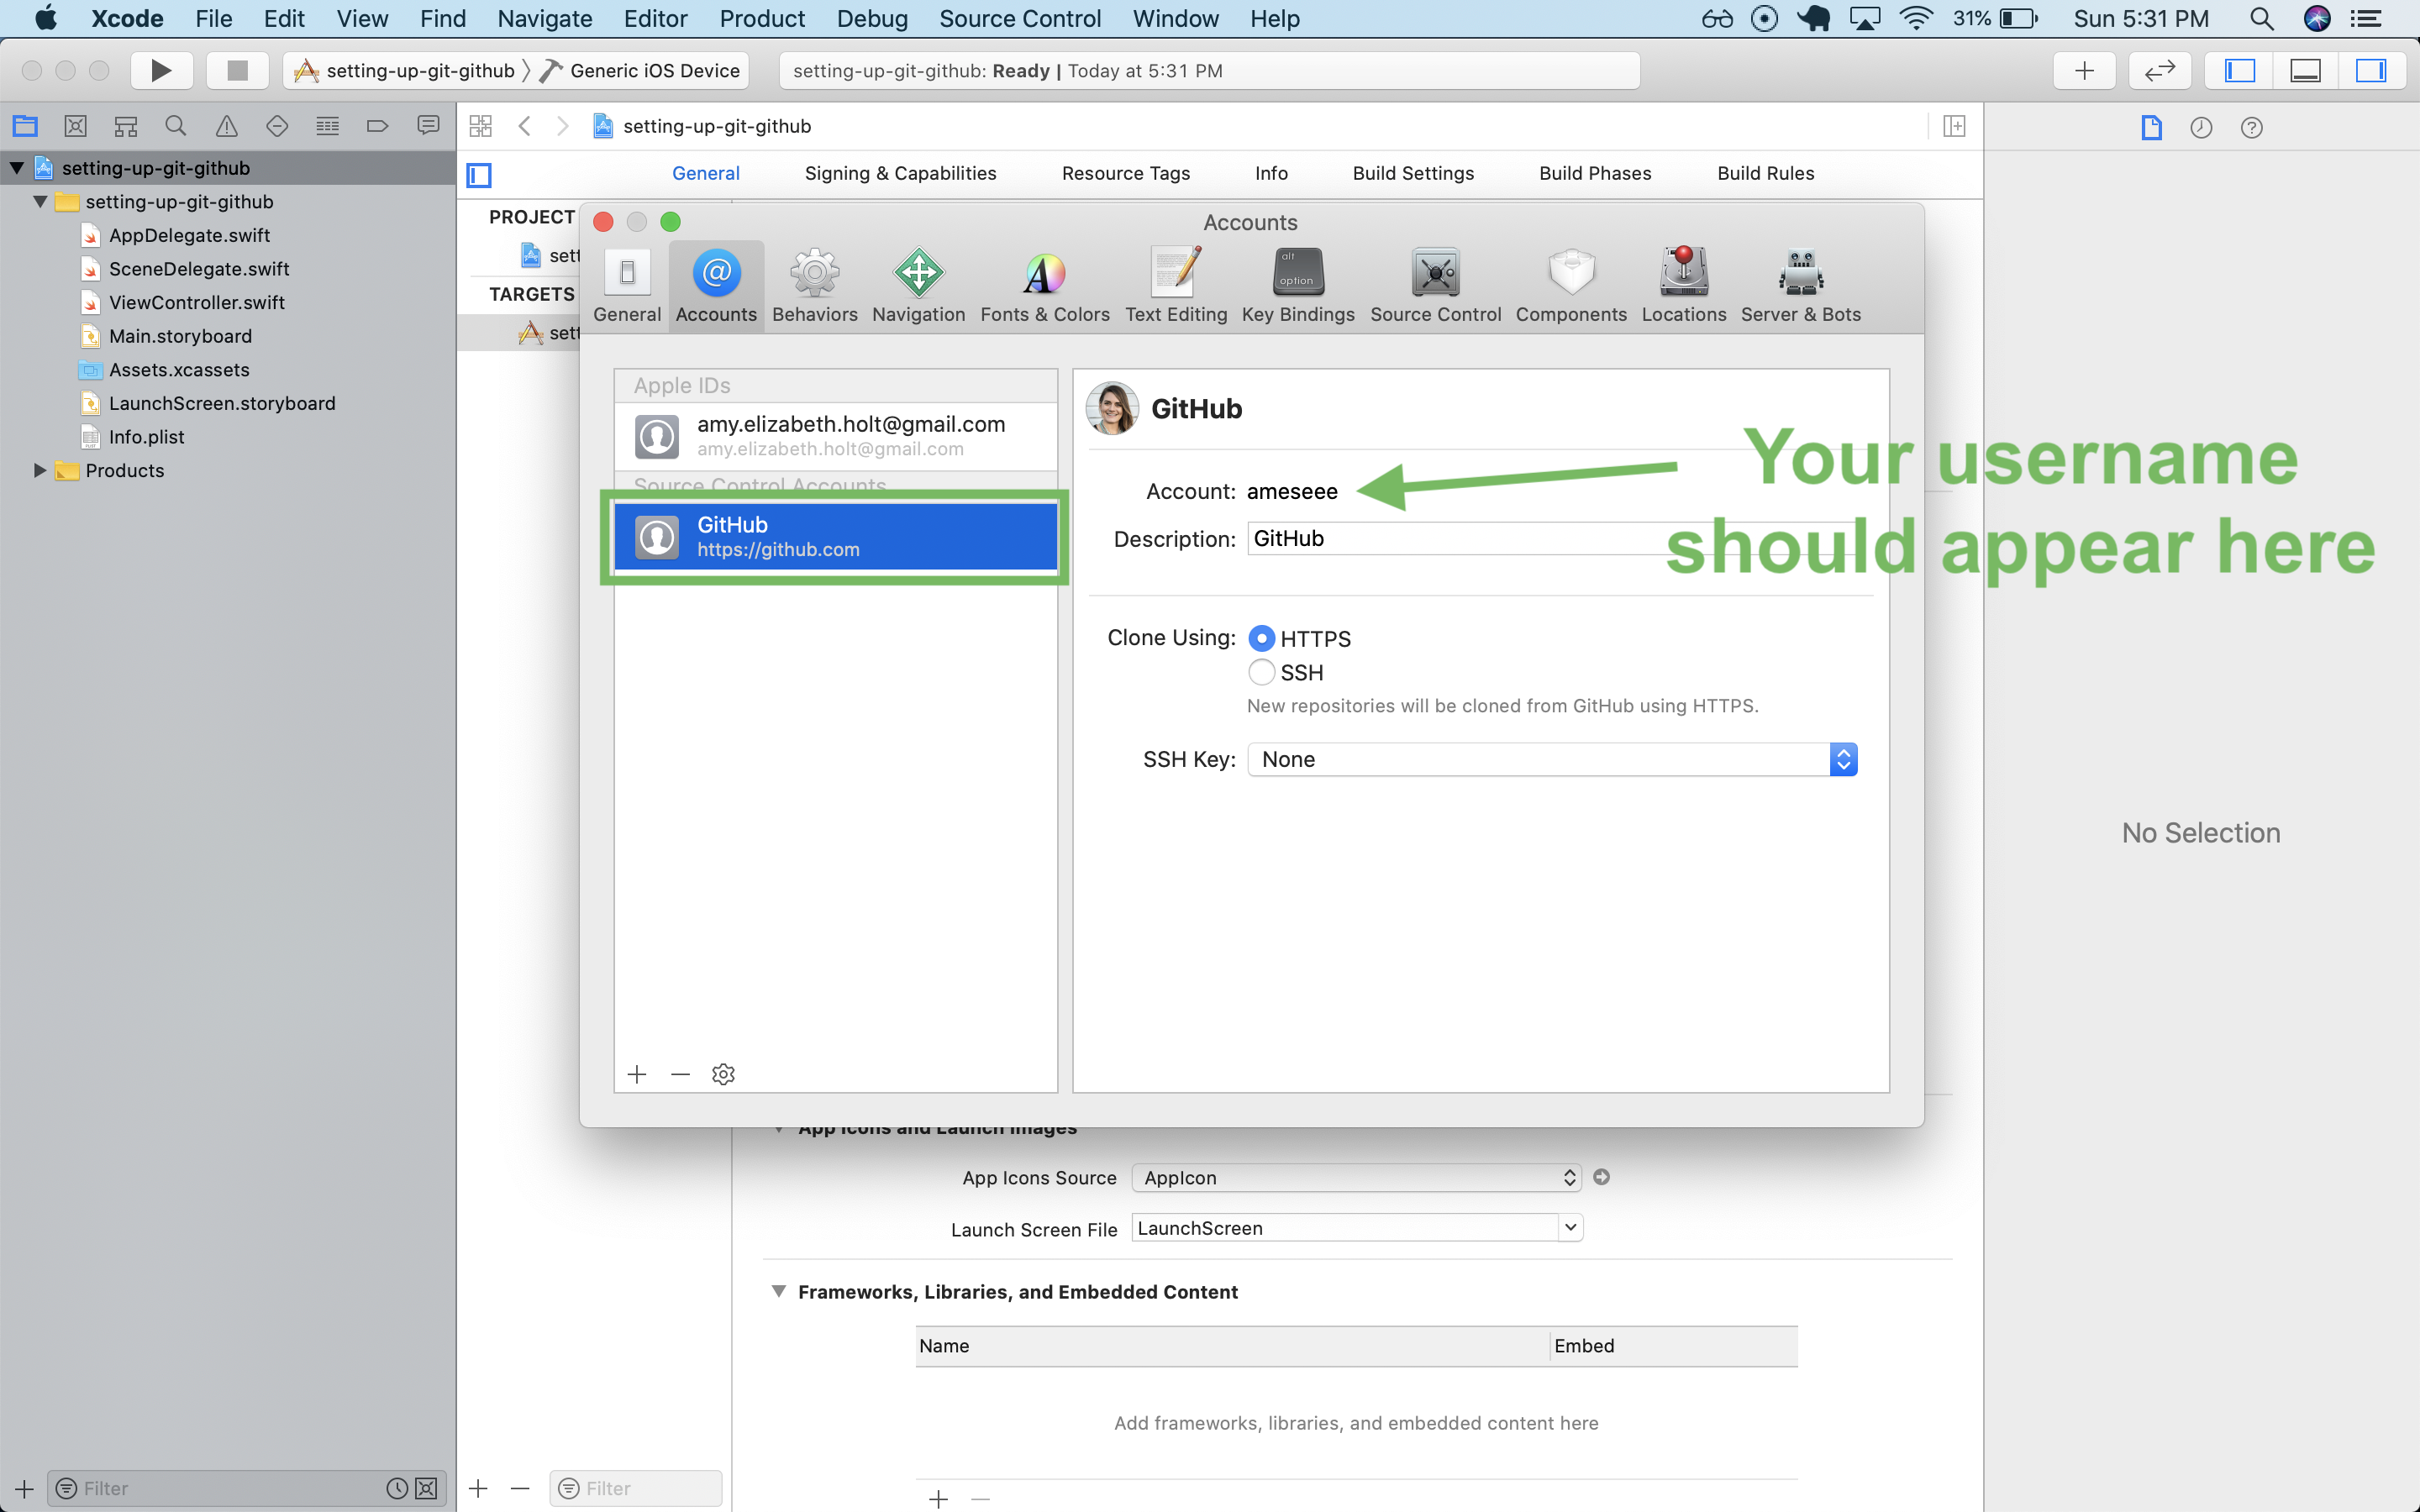 Xcode File Edit View Find Navigate Editor Product Debug Source Control Window Help 31% Sun 5:31 PM
setting-up-git-github Generic iOS Device
setting-up-git-github: Ready | Today at 5:31 PM
setting-up-git-github
General Signing & Capabilities Resource Tags Info Build Settings Build Phases Build Rules
setting-up-git-github
setting-up-git-github
AppDelegate.swift
SceneDelegate.swift
ViewController.swift
Main.storyboard
Assets.xcassets
LaunchScreen.storyboard
Info.plist
Products
Filter
PROJECT
sett
TARGETS
sett
Filter
Accounts
General Accounts Behaviors Navigation Fonts & Colors Text Editing alt option Key Bindings Source Control Components Locations Server & Bots
Apple IDs
amy.elizabeth.holt@gmail.com
amy.elizabeth.holt@gmail.com
Source Control Accounts
GitHub
https://github.com
GitHub
Account: ameseee
Description: GitHub
Your username
should appear here
Clone Using: HTTPS
SSH
New repositories will be cloned from GitHub using HTTPS.
SSH Key: None
App Icons and Launch Images
App Icons Source AppIcon
Launch Screen File LaunchScreen
Frameworks, Libraries, and Embedded Content
Name Embed
Add frameworks, libraries, and embedded content here
No Selection